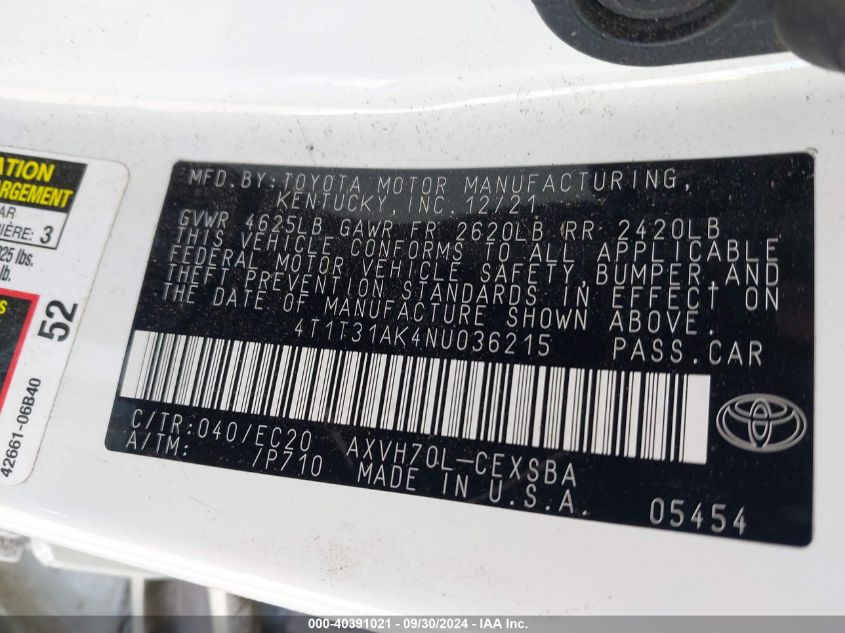 ATION
ARGEMENT
AR
IÈRE: 3
025 lbs.
lb.
52
42661-06B40
MFD.BY:TOYOTA MOTOR MANUFACTURING,
KENTUCKY, INC. 12/21
GVWR 4625LB GAWR FR 2620LB RR 2420LB
THIS VEHICLE CONFORMS TO ALL APPLICABLE
FEDERAL MOTOR VEHICLE SAFETY, BUMPER, AND
THEFT PREVENTION STANDARDS IN EFFECT ON
THE DATE OF MANUFACTURE SHOWN ABOVE.
4T1T31AK4NU036215 PASS.CAR
C/TR:040/EC20 AXVH70L-CEXSBA
A/TM: /P710 MADE IN U.S.A.
05454
000-40391021 - 09/30/2024 - IAA Inc.